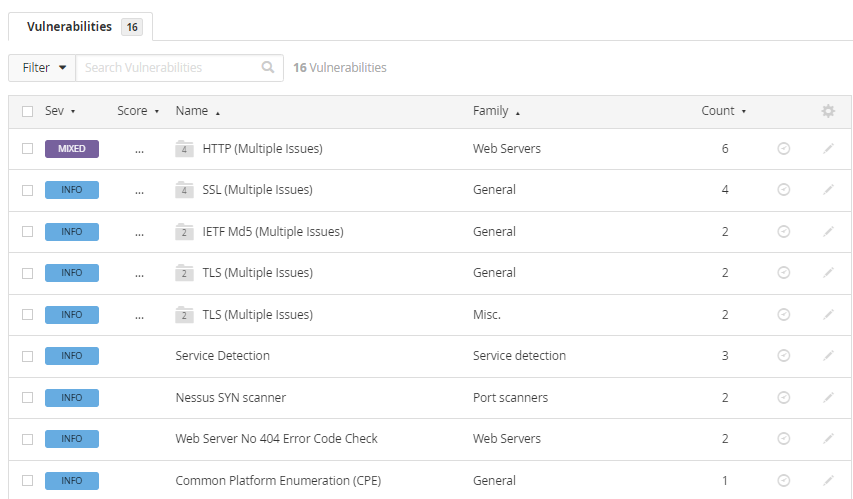 Vulnerabilities 16
Filter Search Vulnerabilities 16 Vulnerabilities
Sev Score Name Family Count
MIXED ... 4 HTTP (Multiple Issues) Web Servers 6
INFO ... 4 SSL (Multiple Issues) General 4
INFO ... 2 IETF Md5 (Multiple Issues) General 2
INFO ... 2 TLS (Multiple Issues) General 2
INFO ... 2 TLS (Multiple Issues) Misc. 2
INFO Service Detection Service detection 3
INFO Nessus SYN scanner Port scanners 2
INFO Web Server No 404 Error Code Check Web Servers 2
INFO Common Platform Enumeration (CPE) General 1